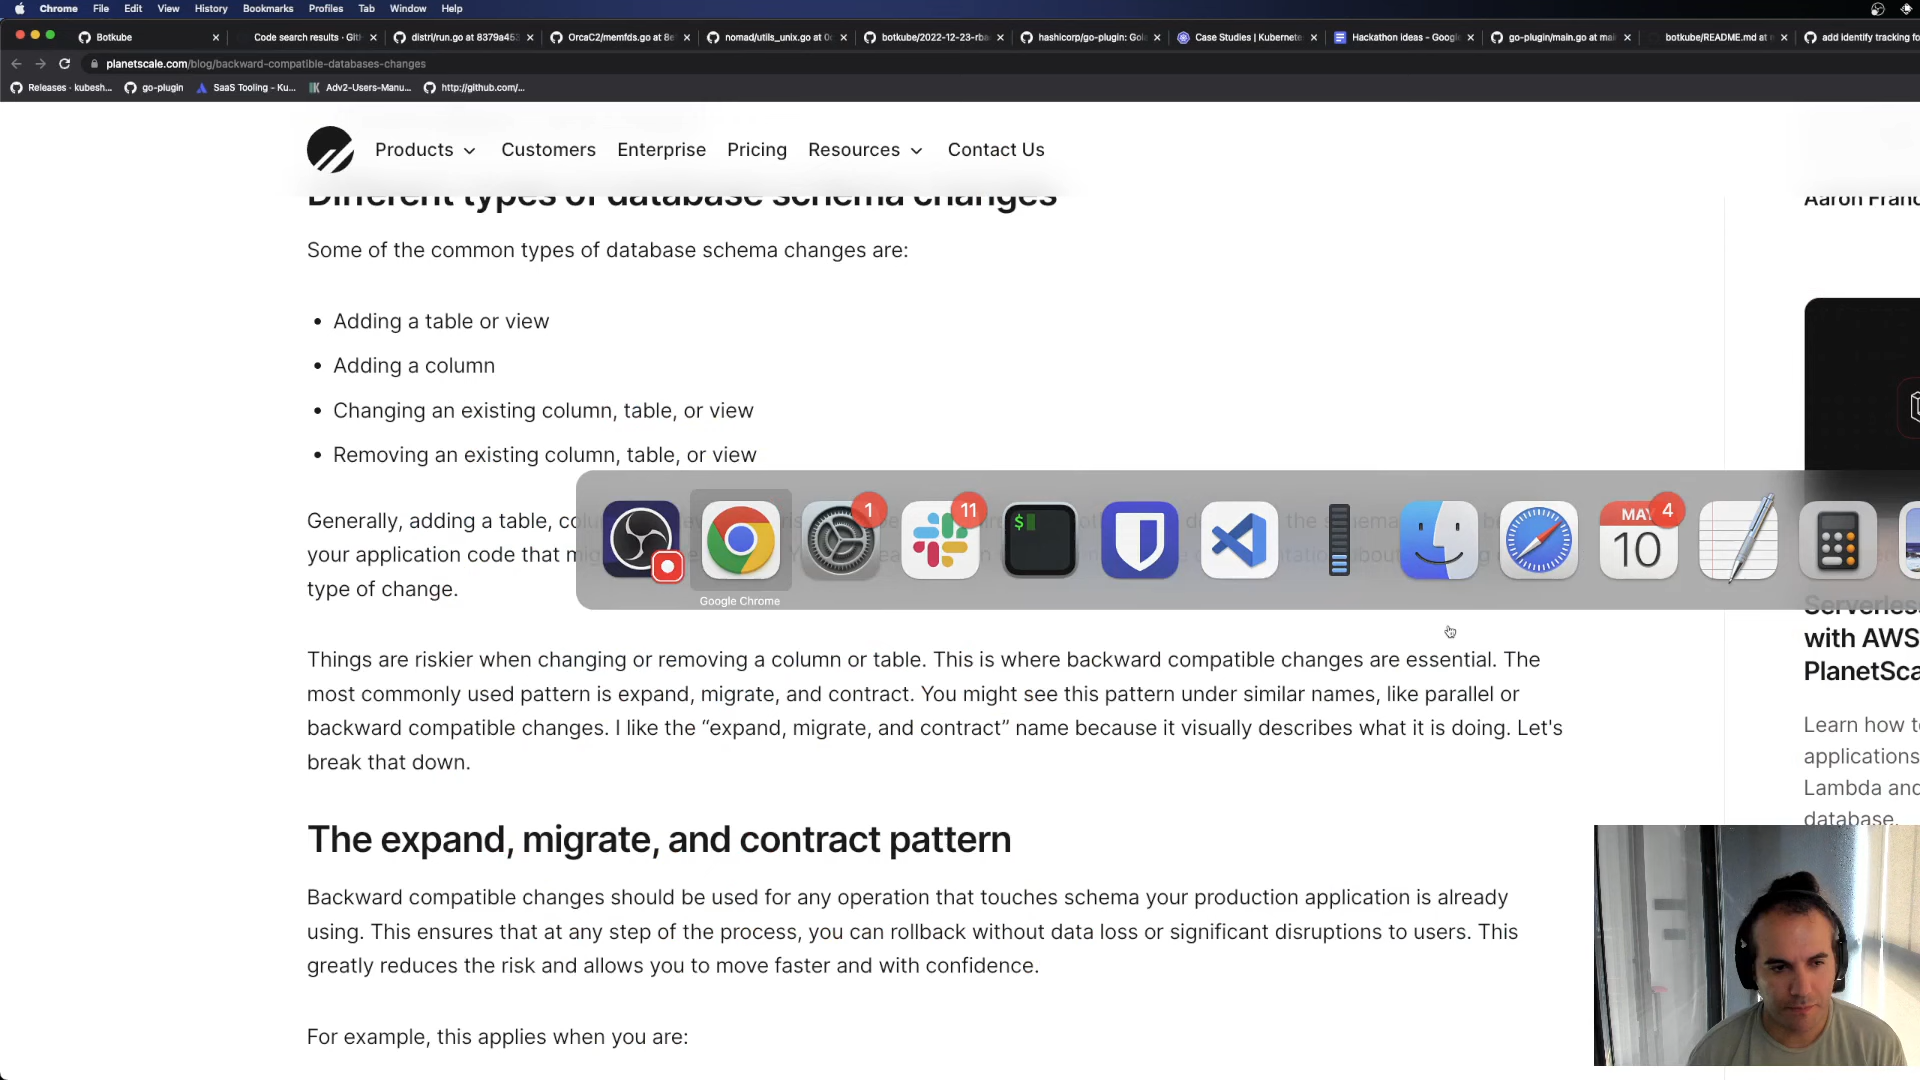 Chrome File Edit View History Bookmarks Profiles Tab Window Help
Botkube Code search results · Git distri/run.go at 8379a453 OrcaC2/memfds.go at 8e nomad/utils_unix.go at botkube/2022-12-23-rba hashicorp/go-plugin: Gol Case Studies | Kubernete Hackathon ideas - Google go-plugin/main.go at mai botkube/README.md at add identify tracking fo
planetscale.com/blog/backward-compatible-databases-changes
Releases · kubesh... go-plugin SaaS Tooling - Ku... Adv2-Users-Manu... http://github.com/...
Products Customers Enterprise Pricing Resources Contact Us
Different types of database schema changes
Aaron Franc
Some of the common types of database schema changes are:
• Adding a table or view
• Adding a column
• Changing an existing column, table, or view
• Removing an existing column, table, or view
Generally, adding a table,
your application code that
type of change.
1
11
$
MAY
4
10
Google Chrome
Serverless
with AWS
PlanetSca
Things are riskier when changing or removing a column or table. This is where backward compatible changes are essential. The
most commonly used pattern is expand, migrate, and contract. You might see this pattern under similar names, like parallel or
backward compatible changes. I like the “expand, migrate, and contract” name because it visually describes what it is doing. Let's
break that down.
Learn how t
applications
Lambda and
database.
The expand, migrate, and contract pattern
Backward compatible changes should be used for any operation that touches schema your production application is already
using. This ensures that at any step of the process, you can rollback without data loss or significant disruptions to users. This
greatly reduces the risk and allows you to move faster and with confidence.
For example, this applies when you are: